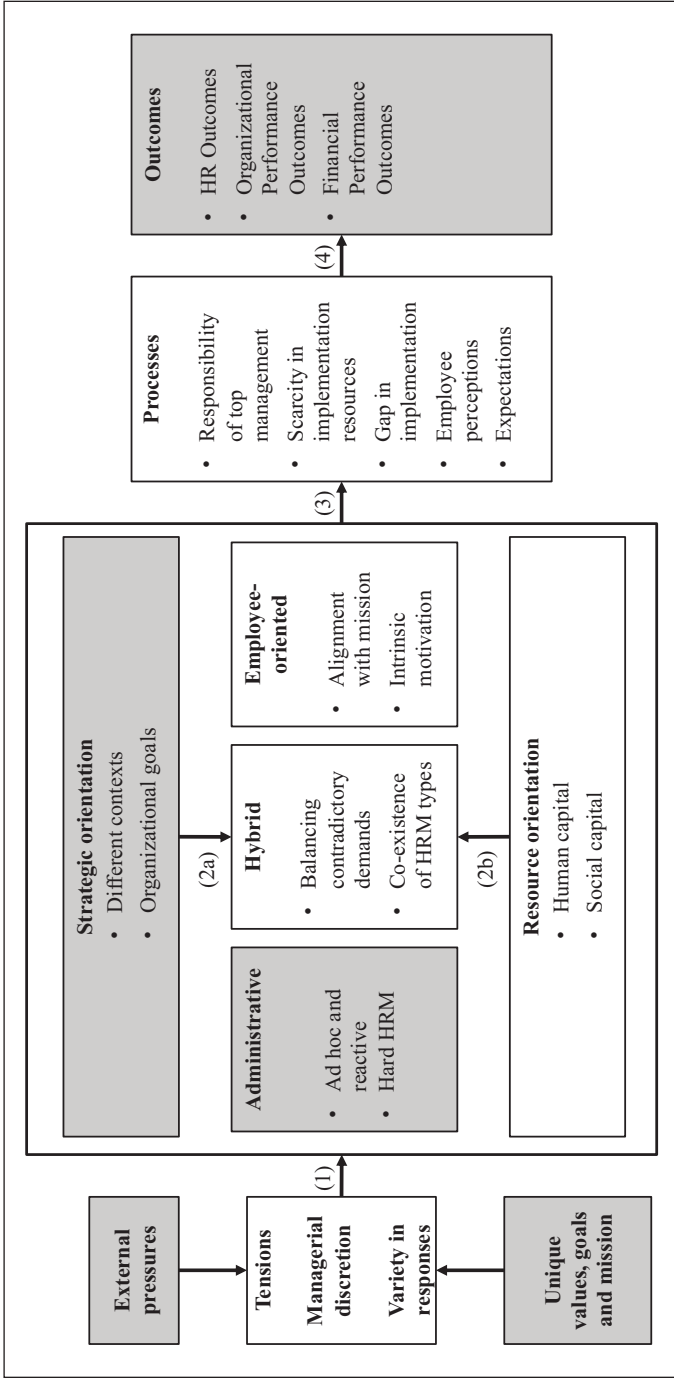 External
pressures
Tensions
Managerial
discretion
Variety in
responses
Unique
values, goals
and mission
(1)
Strategic orientation
• Different contexts
• Organizational goals
(2a)
Administrative
• Ad hoc and
reactive
• Hard HRM
Hybrid
• Balancing
contradictory
demands
• Co-existence
of HRM types
Employee-
oriented
• Alignment
with mission
• Intrinsic
motivation
(2b)
Resource orientation
• Human capital
• Social capital
(3)
Processes
• Responsibility
of top
management
• Scarcity in
implementation
resources
• Gap in
implementation
• Employee
perceptions
• Expectations
(4)
Outcomes
• HR Outcomes
• Organizational
Performance
Outcomes
• Financial
Performance
Outcomes